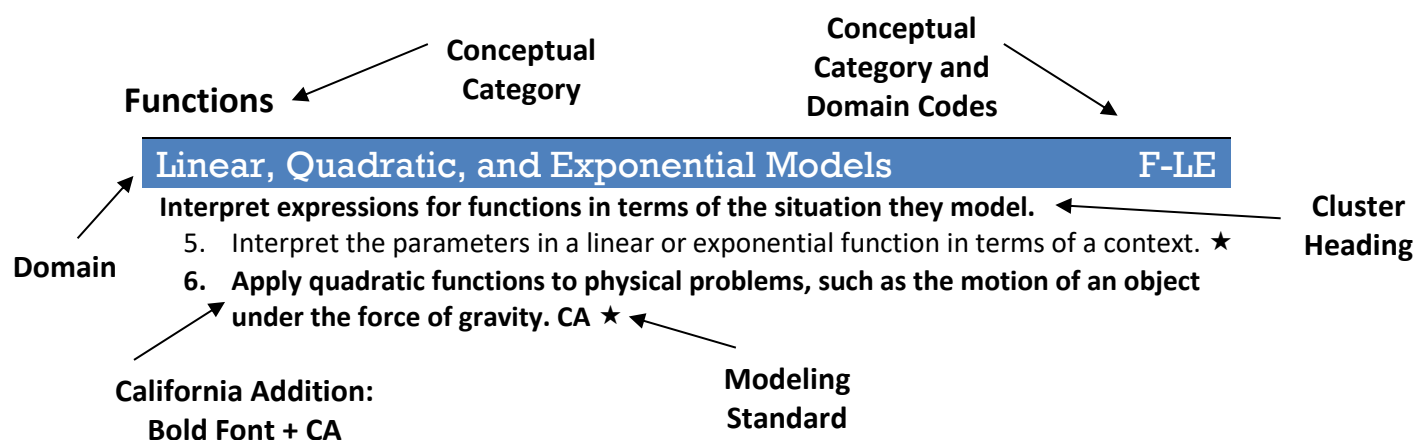 Conceptual
Category
Conceptual
Category and
Domain Codes
Functions
Linear, Quadratic, and Exponential Models F-LE
Interpret expressions for functions in terms of the situation they model.
Cluster
Heading
5. Interpret the parameters in a linear or exponential function in terms of a context. ★
Domain
6. Apply quadratic functions to physical problems, such as the motion of an object
under the force of gravity. CA ★
California Addition:
Bold Font + CA
Modeling
Standard